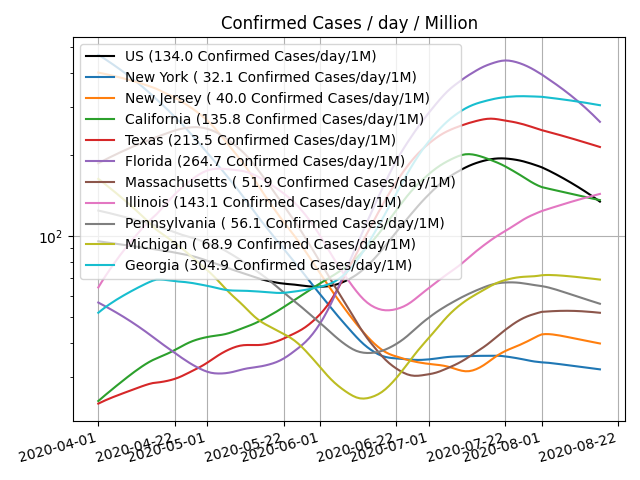 Confirmed Cases / day / Million
US (134.0 Confirmed Cases/day/1M)
New York ( 32.1 Confirmed Cases/day/1M)
New Jersey ( 40.0 Confirmed Cases/day/1M)
California (135.8 Confirmed Cases/day/1M)
Texas (213.5 Confirmed Cases/day/1M)
Florida (264.7 Confirmed Cases/day/1M)
Massachusetts ( 51.9 Confirmed Cases/day/1M)
Illinois (143.1 Confirmed Cases/day/1M)
Pennsylvania ( 56.1 Confirmed Cases/day/1M)
Michigan ( 68.9 Confirmed Cases/day/1M)
Georgia (304.9 Confirmed Cases/day/1M)
10²
2020-04-01 2020-04-22 2020-05-01 2020-05-22 2020-06-01 2020-06-22 2020-07-01 2020-07-22 2020-08-01 2020-08-22